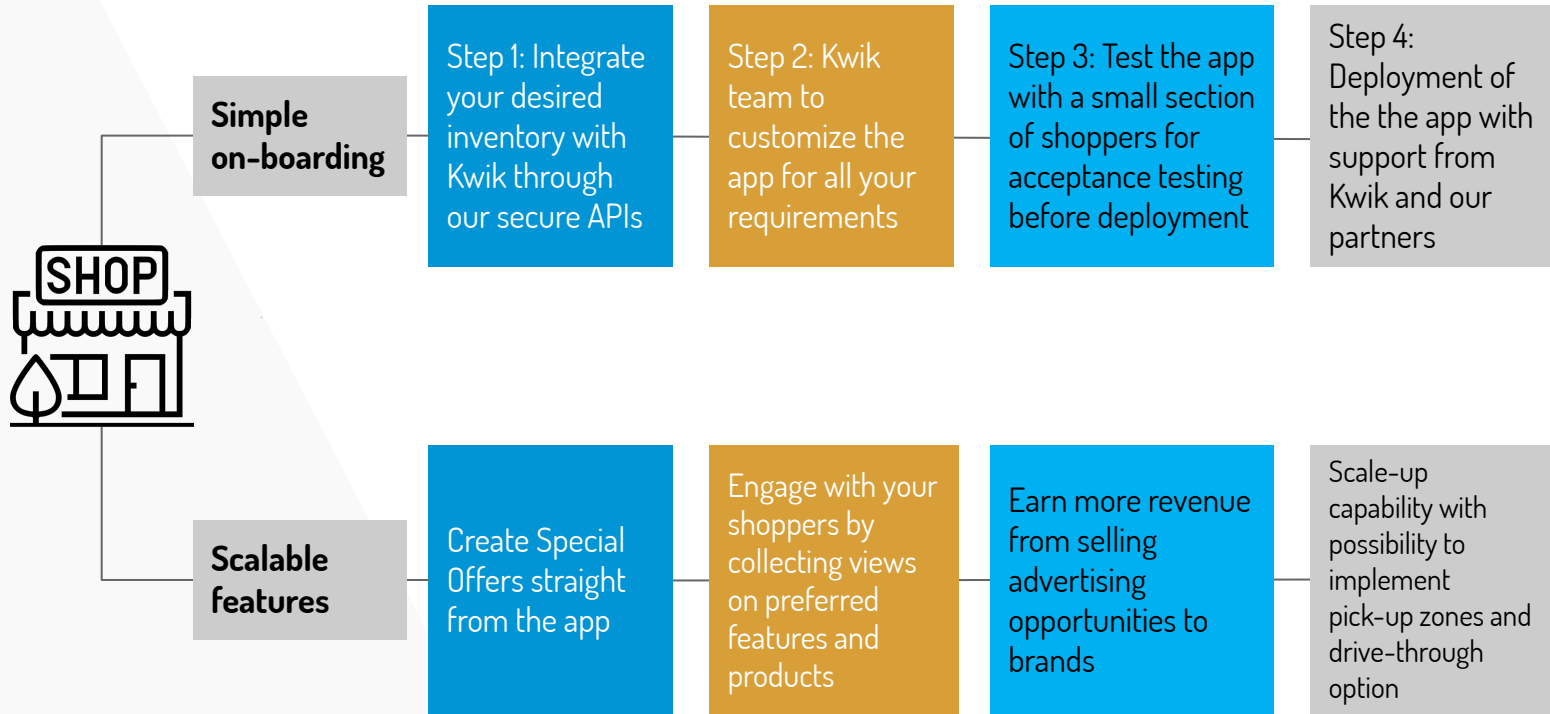 SHOP
Simple
on-boarding
Step 1: Integrate
your desired
inventory with
Kwik through
our secure APIs
Step 2: Kwik
team to
customize the
app for all your
requirements
Step 3: Test the app
with a small section
of shoppers for
acceptance testing
before deployment
Step 4:
Deployment of
the the app with
support from
Kwik and our
partners
Scalable
features
Create Special
Offers straight
from the app
Engage with your
shoppers by
collecting views
on preferred
features and
products
Earn more revenue
from selling
advertising
opportunities to
brands
Scale-up
capability with
possibility to
implement
pick-up zones and
drive-through
option